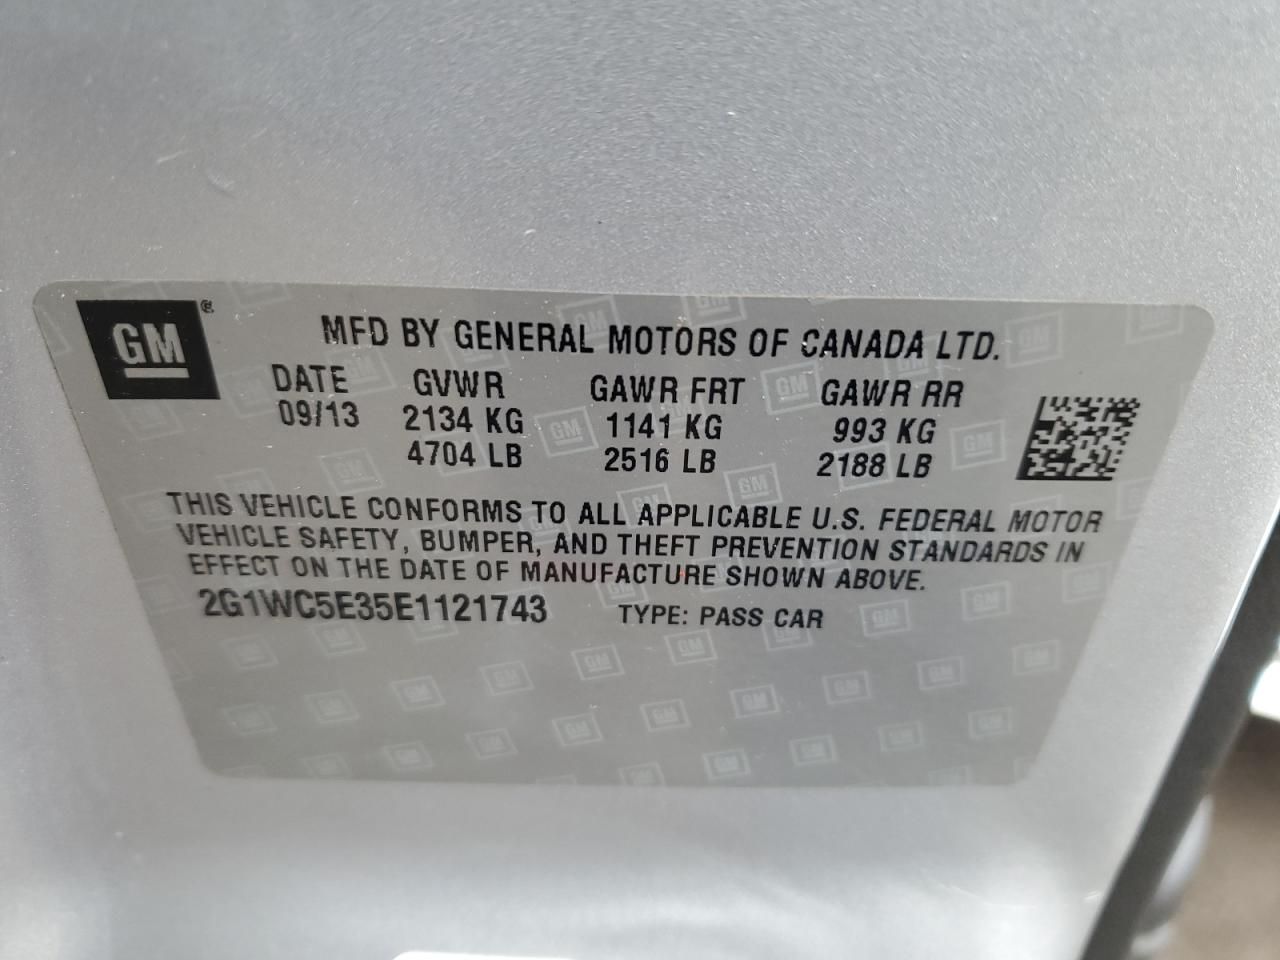 GM ®
MFD BY GENERAL MOTORS OF CANADA LTD.
DATE GVWR GAWR FRT GAWR RR
09/13 2134 KG 1141 KG 993 KG
4704 LB 2516 LB 2188 LB
THIS VEHICLE CONFORMS TO ALL APPLICABLE U.S. FEDERAL MOTOR
VEHICLE SAFETY, BUMPER, AND THEFT PREVENTION STANDARDS IN
EFFECT ON THE DATE OF MANUFACTURE SHOWN ABOVE.
2G1WC5E35E1121743 TYPE: PASS CAR